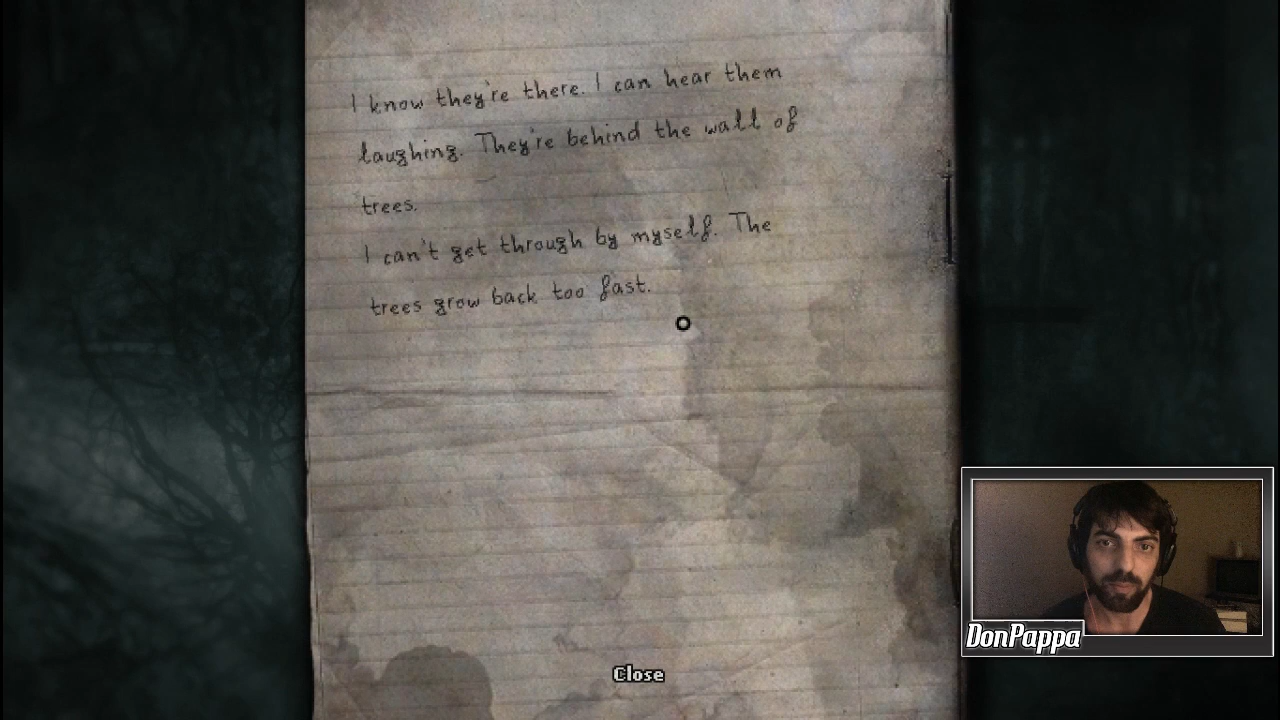 I know they're there. I can hear them
laughing. They're behind the wall of
trees.
I can't get through by myself. The
trees grow back too fast.
Close
DonPappa